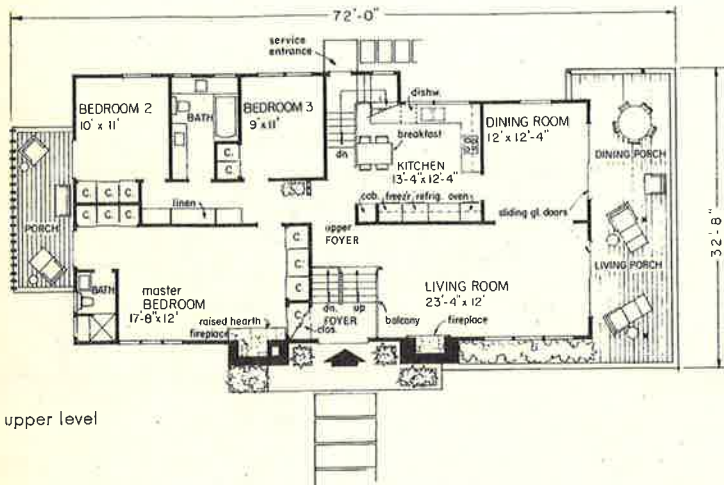 72'-0"
service
entrance
dishw.
BEDROOM 2
10' x 11'
BATH
BEDROOM 3
9' x 11'
DINING ROOM
12' x 12'-4"
breakfast
dn.
KITCHEN
13'-4" x 12'-4"
DINING PORCH
C.
C.
C. C. C.
C. C. C.
linen
cab. freez'r. refrig. oven
sliding gl. doors
PORCH
upper
FOYER
C.
C.
C.
32'-8"
BATH
master
BEDROOM
17'-8" x 12'
LIVING ROOM
23'-4" x 12'
LIVING PORCH
raised hearth
fireplace
C.
clos.
dn. up
FOYER
balcony
fireplace
upper level